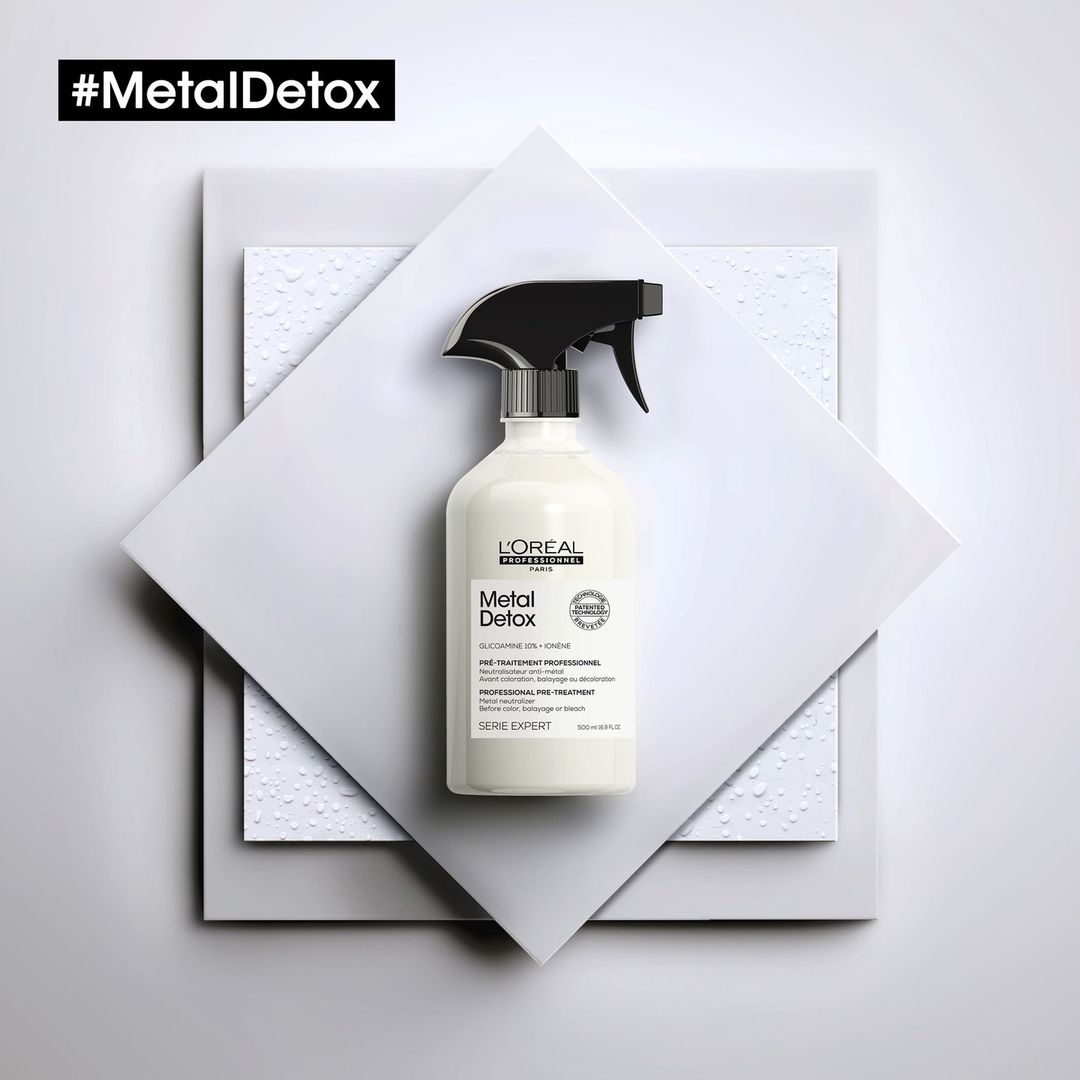 #MetalDetox
L'ORÉAL
PROFESSIONNEL
PARIS
Metal
Detox
TECHNOLOGIE
PATENTED
TECHNOLOGY
BREVETÉE
GLICOAMINE 10% + IONÈNE
PRÉ-TRAITEMENT PROFESSIONNEL
Neutralisateur anti-métal
Avant coloration, balayage ou décoloration
PROFESSIONAL PRE-TREATMENT
Metal neutralizer
Before color, balayage or bleach
SERIE EXPERT
500 ml 16.9 FL.OZ.